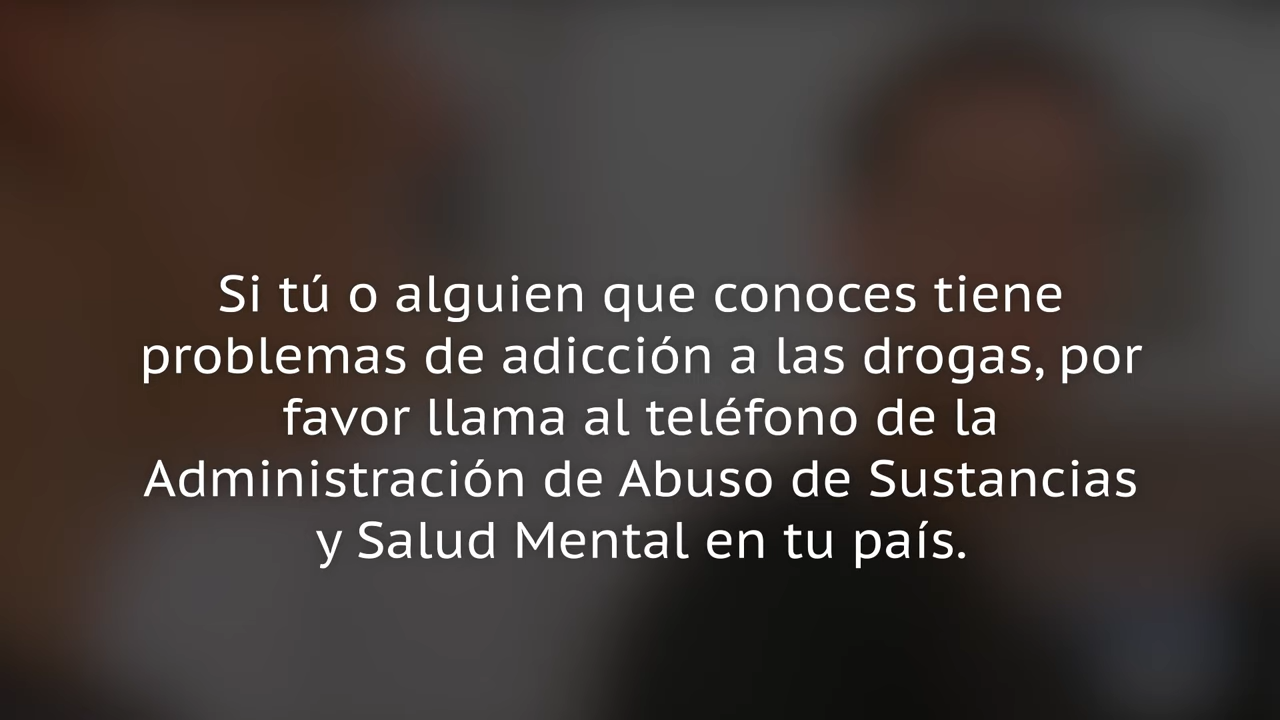 Si tú o alguien que conoces tiene
problemas de adicción a las drogas, por
favor llama al teléfono de la
Administración de Abuso de Sustancias
y Salud Mental en tu país.